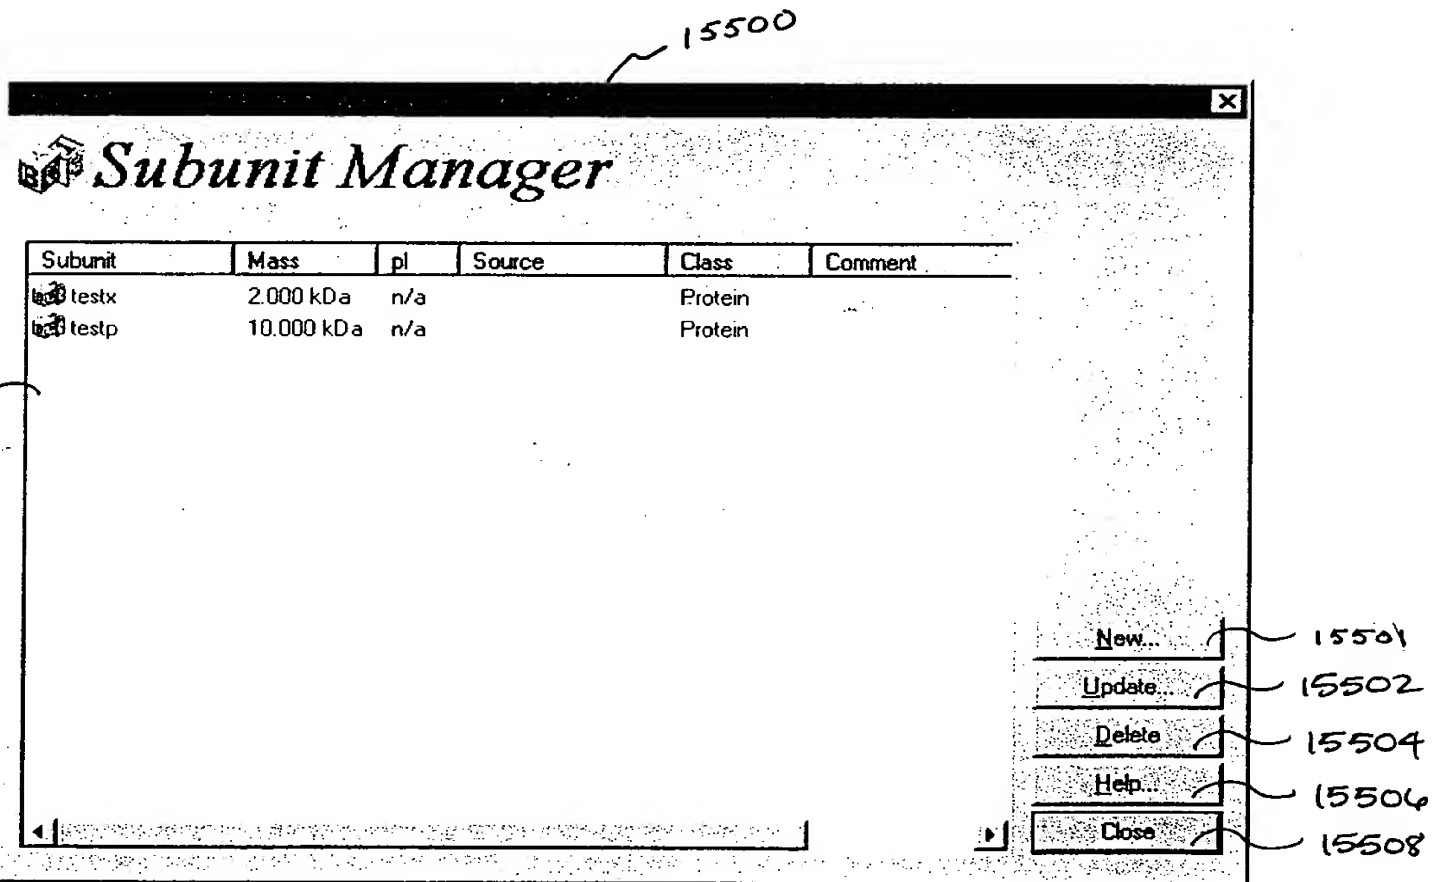 15500
Subunit Manager
Subunit Mass pI Source Class Comment
testx 2.000 kDa n/a Protein
testp 10.000 kDa n/a Protein
New... 15501
Update... 15502
Delete 15504
Help... 15506
Close 15508